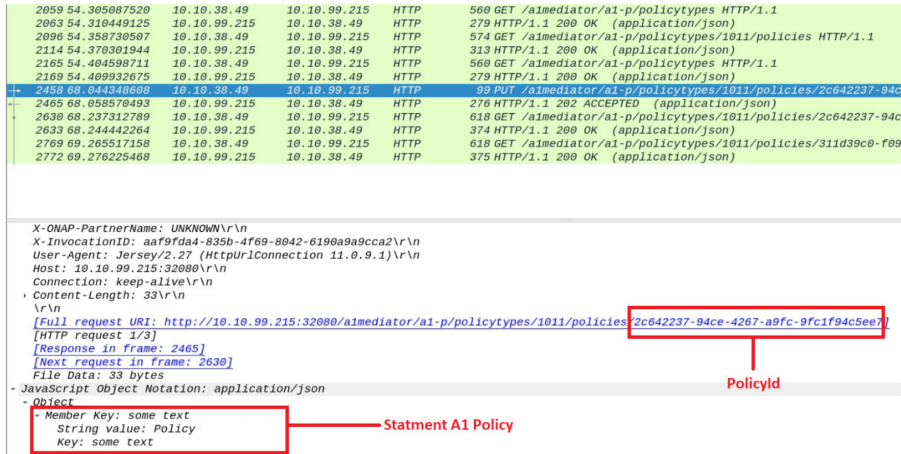 2059 54.305087520 10.10.38.49 10.10.99.215 HTTP 560 GET /a1mediator/a1-p/policytypes HTTP/1.1
2063 54.310449125 10.10.99.215 10.10.38.49 HTTP 279 HTTP/1.1 200 OK (application/json)
2096 54.358730507 10.10.38.49 10.10.99.215 HTTP 574 GET /a1mediator/a1-p/policytypes/1011/policies HTTP/1.1
2114 54.370301944 10.10.99.215 10.10.38.49 HTTP 313 HTTP/1.1 200 OK (application/json)
2165 54.404598711 10.10.38.49 10.10.99.215 HTTP 560 GET /a1mediator/a1-p/policytypes HTTP/1.1
2169 54.409932675 10.10.99.215 10.10.38.49 HTTP 279 HTTP/1.1 200 OK (application/json)
2458 68.044348608 10.10.38.49 10.10.99.215 HTTP 99 PUT /a1mediator/a1-p/policytypes/1011/policies/2c642237-94c
2465 68.058570493 10.10.99.215 10.10.38.49 HTTP 276 HTTP/1.1 202 ACCEPTED (application/json)
2630 68.237312789 10.10.38.49 10.10.99.215 HTTP 618 GET /a1mediator/a1-p/policytypes/1011/policies/2c642237-94c
2633 68.244442264 10.10.99.215 10.10.38.49 HTTP 374 HTTP/1.1 200 OK (application/json)
2769 69.265517158 10.10.38.49 10.10.99.215 HTTP 618 GET /a1mediator/a1-p/policytypes/1011/policies/311d39c0-f09
2772 69.276225468 10.10.99.215 10.10.38.49 HTTP 375 HTTP/1.1 200 OK (application/json)
X-ONAP-PartnerName: UNKNOWN\r\n
X-InvocationID: aaf9fda4-835b-4f69-8042-6190a9a9cca2\r\n
User-Agent: Jersey/2.27 (HttpUrlConnection 11.0.9.1)\r\n
Host: 10.10.99.215:32080\r\n
Connection: keep-alive\r\n
Content-Length: 33\r\n
\r\n
[Full request URI: http://10.10.99.215:32080/a1mediator/a1-p/policytypes/1011/policies/2c642237-94ce-4267-a9fc-9fc1f94c5ee7]
[HTTP request 1/3]
[Response in frame: 2465]
[Next request in frame: 2630]
File Data: 33 bytes
PolicyId
JavaScript Object Notation: application/json
Object
Member Key: some text
String value: Policy
Statment A1 Policy
Key: some text